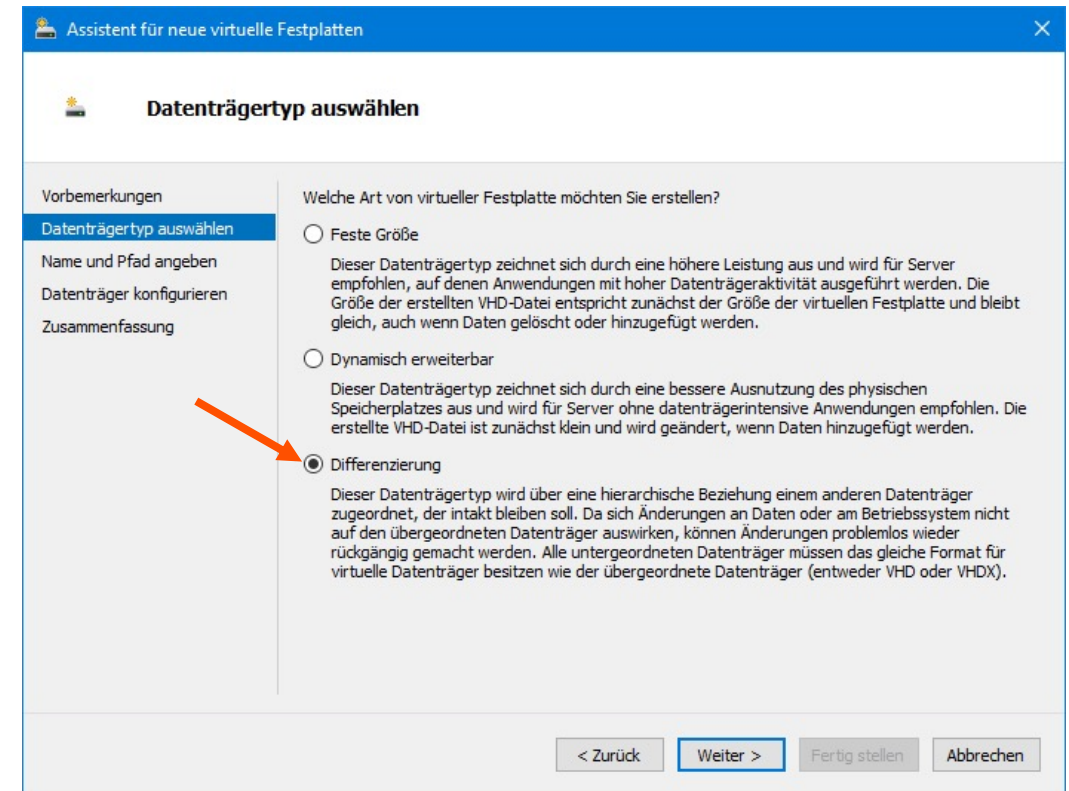 Assistent für neue virtuelle Festplatten
Datenträgertyp auswählen
Vorbemerkungen
Datenträgertyp auswählen
Name und Pfad angeben
Datenträger konfigurieren
Zusammenfassung
Welche Art von virtueller Festplatte möchten Sie erstellen?
Feste Größe
Dieser Datenträgertyp zeichnet sich durch eine höhere Leistung aus und wird für Server
empfohlen, auf denen Anwendungen mit hoher Datenträgeraktivität ausgeführt werden. Die
Größe der erstellten VHD-Datei entspricht zunächst der Größe der virtuellen Festplatte und bleibt
gleich, auch wenn Daten gelöscht oder hinzugefügt werden.
Dynamisch erweiterbar
Dieser Datenträgertyp zeichnet sich durch eine bessere Ausnutzung des physischen
Speicherplatzes aus und wird für Server ohne datenträgerintensive Anwendungen empfohlen. Die
erstellte VHD-Datei ist zunächst klein und wird geändert, wenn Daten hinzugefügt werden.
Differenzierung
Dieser Datenträgertyp wird über eine hierarchische Beziehung einem anderen Datenträger
zugeordnet, der intakt bleiben soll. Da sich Änderungen an Daten oder am Betriebssystem nicht
auf den übergeordneten Datenträger auswirken, können Änderungen problemlos wieder
rückgängig gemacht werden. Alle untergeordneten Datenträger müssen das gleiche Format für
virtuelle Datenträger besitzen wie der übergeordnete Datenträger (entweder VHD oder VHDX).
< Zurück
Weiter >
Fertig stellen
Abbrechen